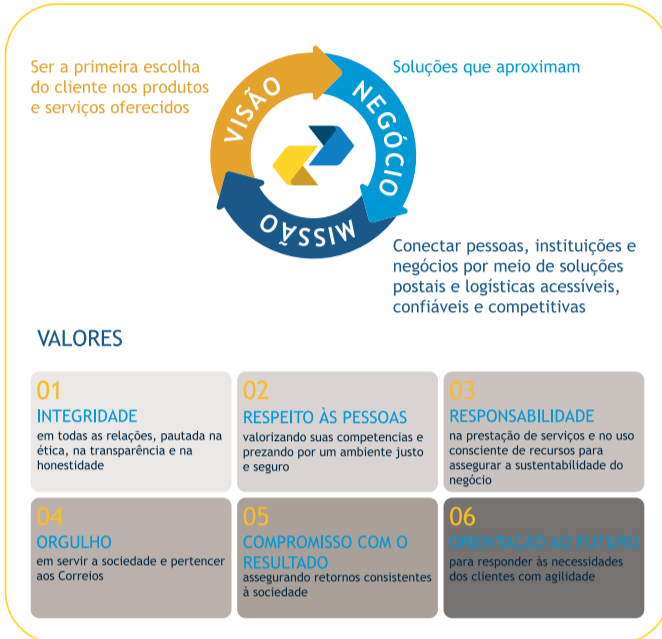 Ser a primeira escolha
do cliente nos produtos
e serviços oferecidos
VISÃO
NEGÓCIO
Soluções que aproximam
MISSÃO
Conectar pessoas, instituições e
negócios por meio de soluções
postais e logísticas acessíveis,
confiáveis e competitivas
VALORES
01
INTEGRIDADE
em todas as relações, pautada na
ética, na transparência e na
honestidade
02
RESPEITO ÀS PESSOAS
valorizando suas competencias e
prezando por um ambiente justo
e seguro
03
RESPONSABILIDADE
na prestação de serviços e no uso
consciente de recursos para
assegurar a sustentabilidade do
negócio
04
ORGULHO
em servir a sociedade e pertencer
aos Correios
05
COMPROMISSO COM O
RESULTADO
assegurando retornos consistentes
à sociedade
06
ORIENTAÇÃO AO FUTURO
para responder às necessidades
dos clientes com agilidade